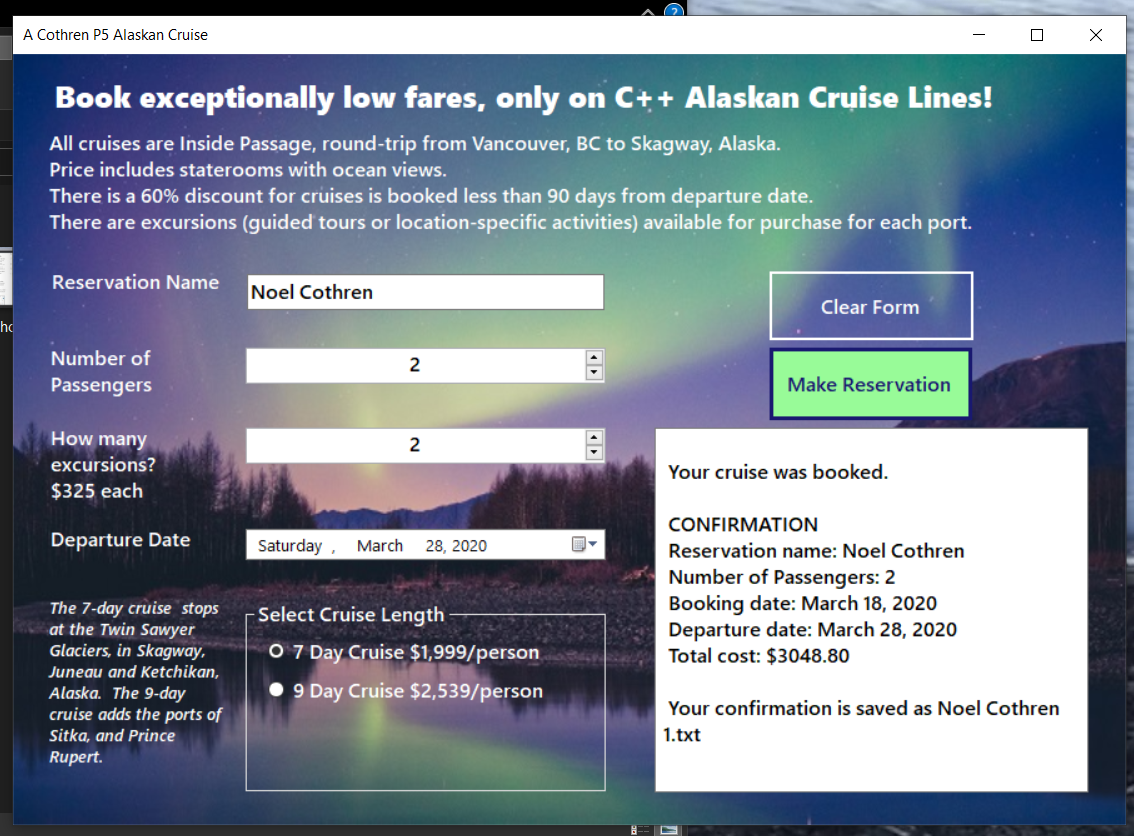 ?
A Cothren P5 Alaskan Cruise
Book exceptionally low fares, only on C++ Alaskan Cruise Lines!
All cruises are Inside Passage, round-trip from Vancouver, BC to Skagway, Alaska.
Price includes staterooms with ocean views.
There is a 60% discount for cruises is booked less than 90 days from departure date.
There are excursions (guided tours or location-specific activities) available for purchase for each port.
Reservation Name
Noel Cothren
Number of
Passengers
2
How many
excursions?
$325 each
2
Departure Date
Saturday , March 28, 2020
The 7-day cruise stops
at the Twin Sawyer
Glaciers, in Skagway,
Juneau and Ketchikan,
Alaska. The 9-day
cruise adds the ports of
Sitka, and Prince
Rupert.
Select Cruise Length
7 Day Cruise $1,999/person
9 Day Cruise $2,539/person
Clear Form
Make Reservation
Your cruise was booked.
CONFIRMATION
Reservation name: Noel Cothren
Number of Passengers: 2
Booking date: March 18, 2020
Departure date: March 28, 2020
Total cost: $3048.80
Your confirmation is saved as Noel Cothren
1.txt